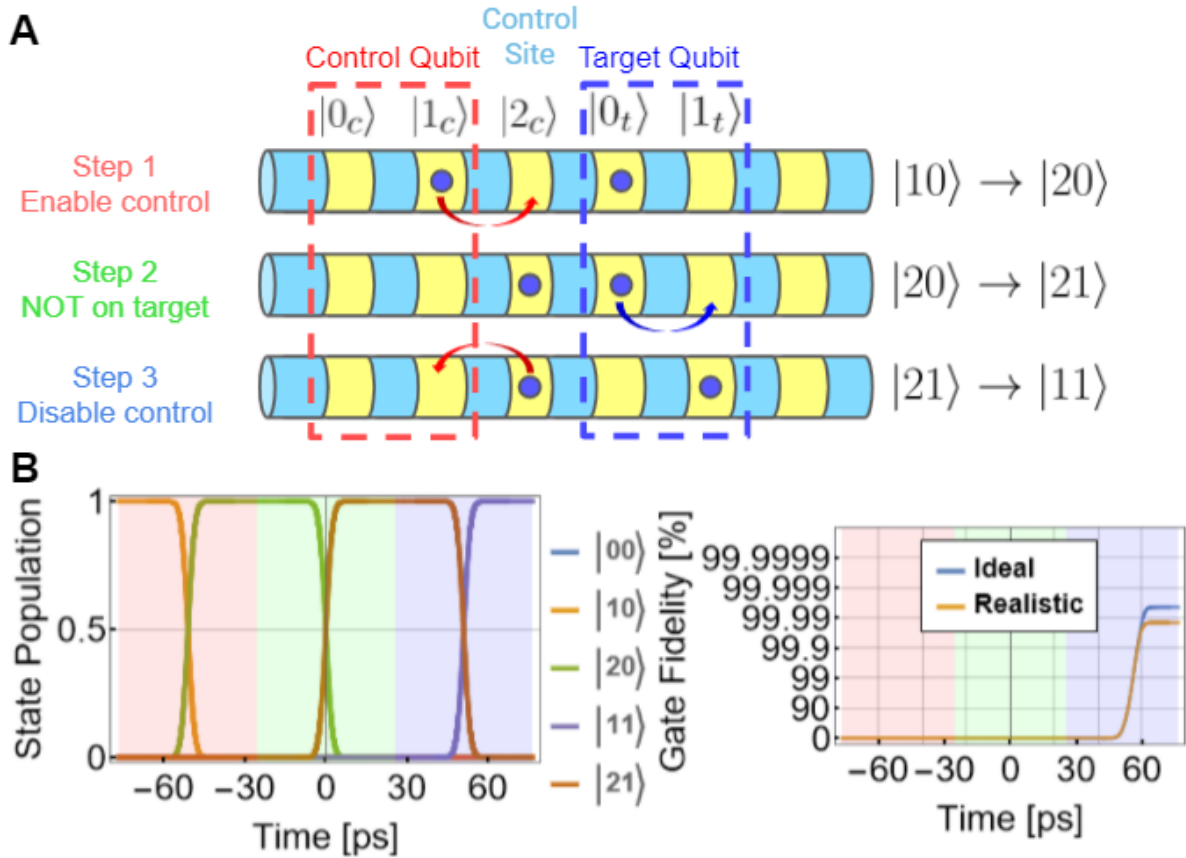 A
Control
Site
Control Qubit
Target Qubit
|0c⟩ |1c⟩ |2c⟩ |0t⟩ |1t⟩
Step 1
Enable control
|10⟩ → |20⟩
Step 2
NOT on target
|20⟩ → |21⟩
Step 3
Disable control
|21⟩ → |11⟩
B
State Population
1
0.5
0
−60 −30 0 30 60
Time [ps]
|00⟩
|10⟩
|20⟩
|11⟩
|21⟩
Gate Fidelity [%]
99.9999
99.999
99.99
99.9
99
90
0
Ideal
Realistic
−60 −30 0 30 60
Time [ps]